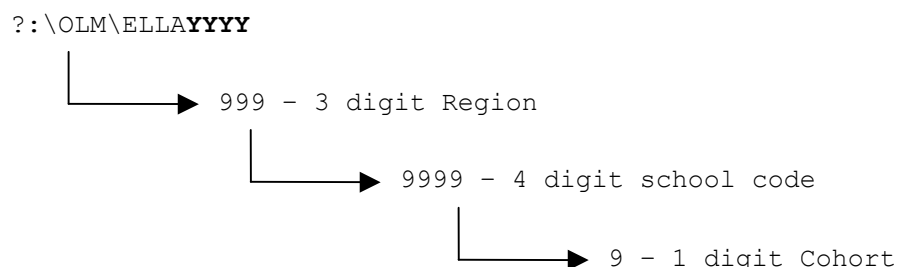 ?:\OLM\ELLAYYYY
999 – 3 digit Region
9999 – 4 digit school code
9 – 1 digit Cohort